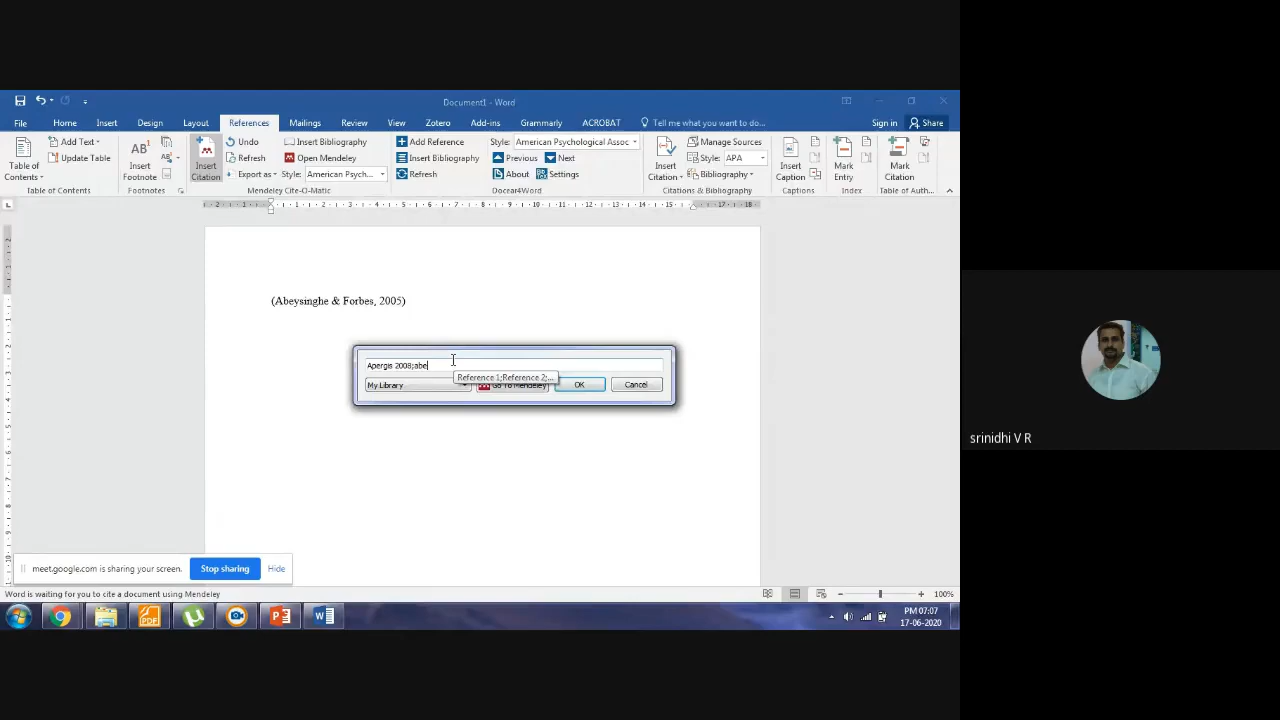 Document1 - Word
File Home Insert Design Layout References Mailings Review View Zotero Add-ins Grammarly ACROBAT Tell me what you want to do... Sign in Share
Table of Contents
Add Text
Update Table
Table of Contents
AB1
Insert Footnote
Footnotes
Insert Citation
Undo
Refresh
Export as
Insert Bibliography
Open Mendeley
Style: American Psych...
Mendeley Cite-O-Matic
Add Reference
Insert Bibliography
Refresh
Style: American Psychological Assoc
Previous Next
About Settings
Docear4Word
Insert Citation
Manage Sources
Style: APA
Bibliography
Citations & Bibliography
Insert Caption
Captions
Mark Entry
Index
Mark Citation
Table of Auth...
(Abeysinghe & Forbes, 2005)
Apergis 2008;abe
Reference 1;Reference 2;...
My Library Go To Mendeley OK Cancel
srinidhi V R
meet.google.com is sharing your screen. Stop sharing Hide
Word is waiting for you to cite a document using Mendeley
100%
PM 07:07
17-06-2020